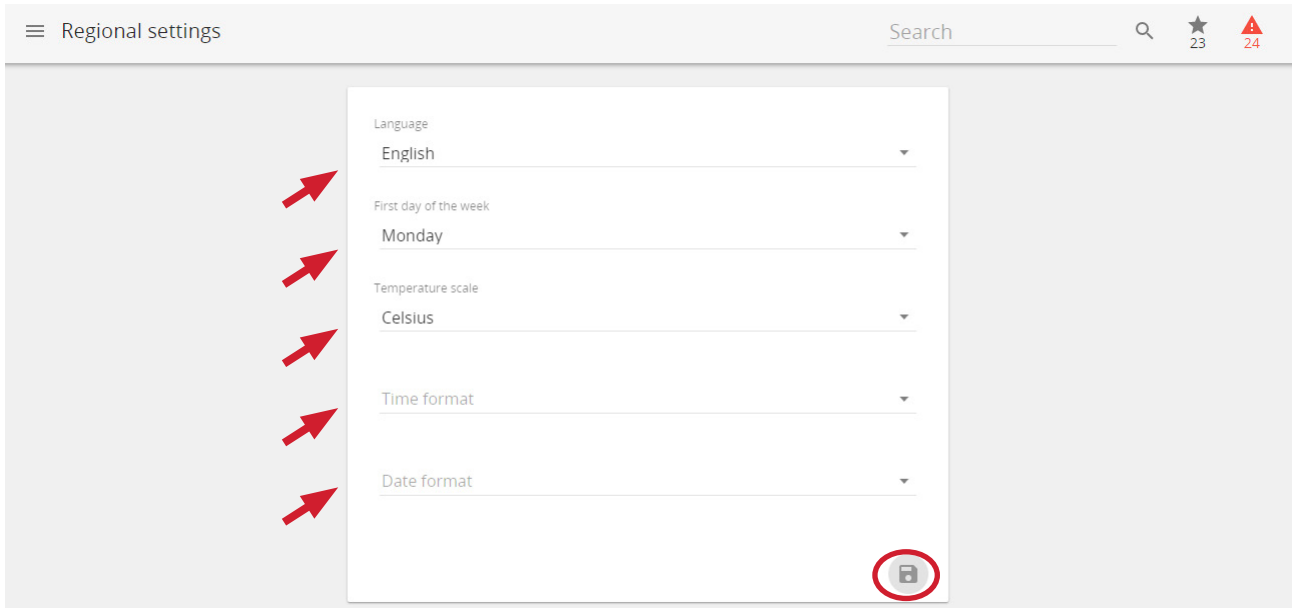 Regional settings
Search
23
24
Language
English
First day of the week
Monday
Temperature scale
Celsius
Time format
Date format